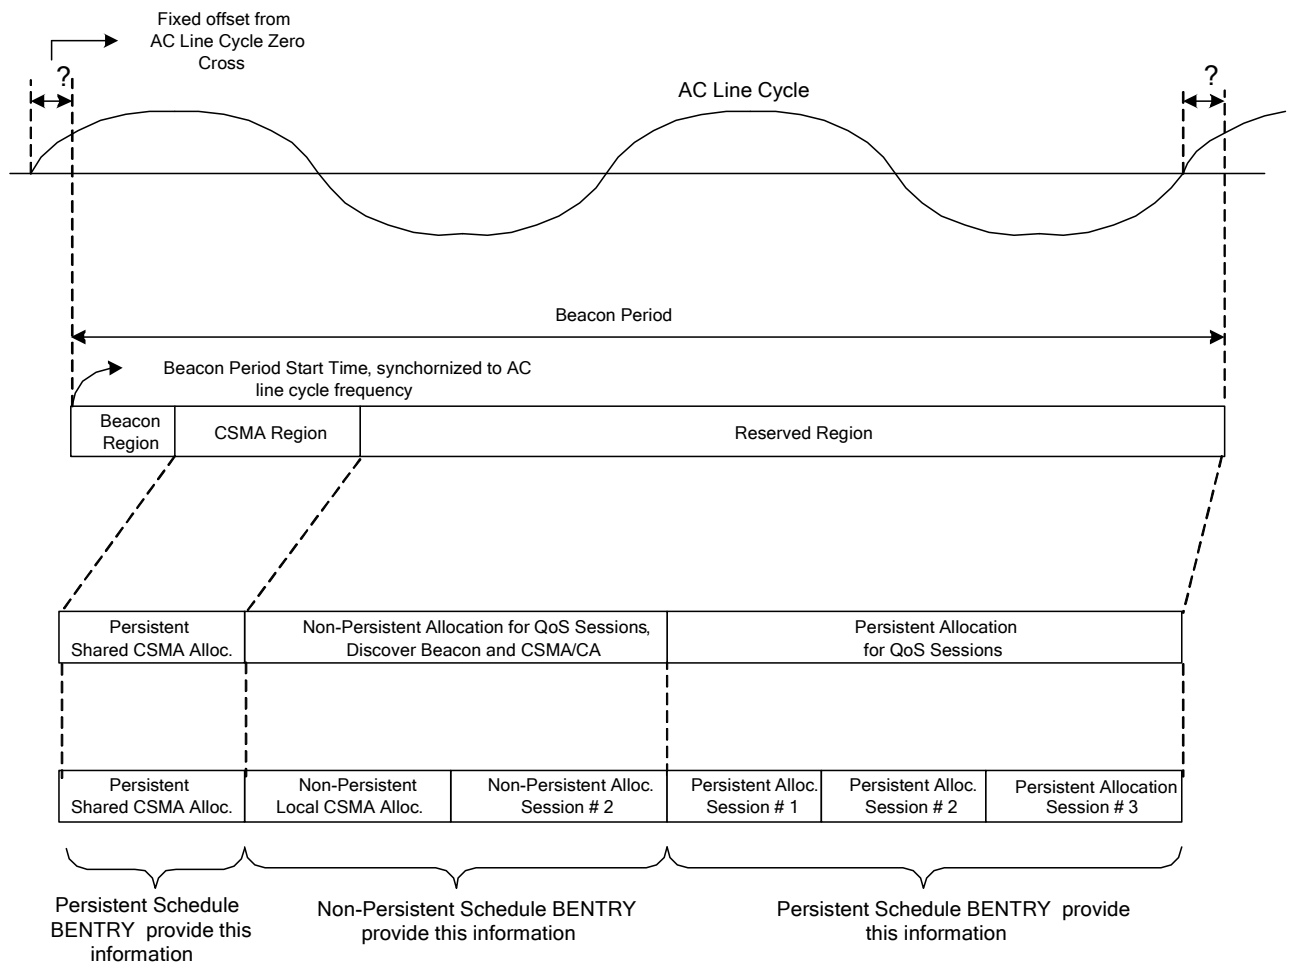 Fixed offset from
AC Line Cycle Zero
Cross
?
?
AC Line Cycle
Beacon Period
Beacon Period Start Time, synchornized to AC
line cycle frequency
Beacon
Region
CSMA Region
Reserved Region
Persistent
Shared CSMA Alloc.
Non-Persistent Allocation for QoS Sessions,
Discover Beacon and CSMA/CA
Persistent Allocation
for QoS Sessions
Persistent
Shared CSMA Alloc.
Non-Persistent
Local CSMA Alloc.
Non-Persistent Alloc.
Session # 2
Persistent Alloc.
Session # 1
Persistent Alloc.
Session # 2
Persistent Allocation
Session # 3
Persistent Schedule
BENTRY provide this
information
Non-Persistent Schedule BENTRY
provide this information
Persistent Schedule BENTRY provide
this information